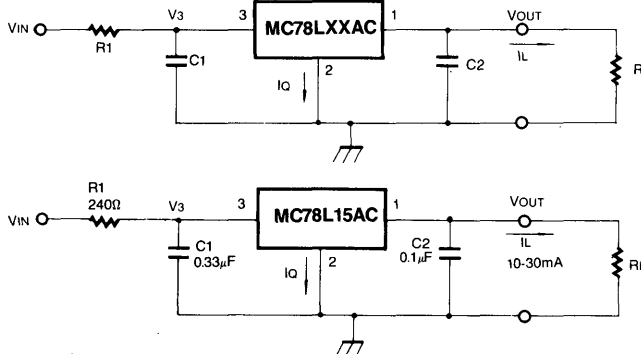 VIN
R1
V3
3
MC78LXXAC
1
VOUT
C1
2
IQ
C2
IL
R
R1
240Ω
VIN
V3
3
MC78L15AC
1
VOUT
C1
0.33μF
2
IQ
C2
0.1μF
IL
10-30mA